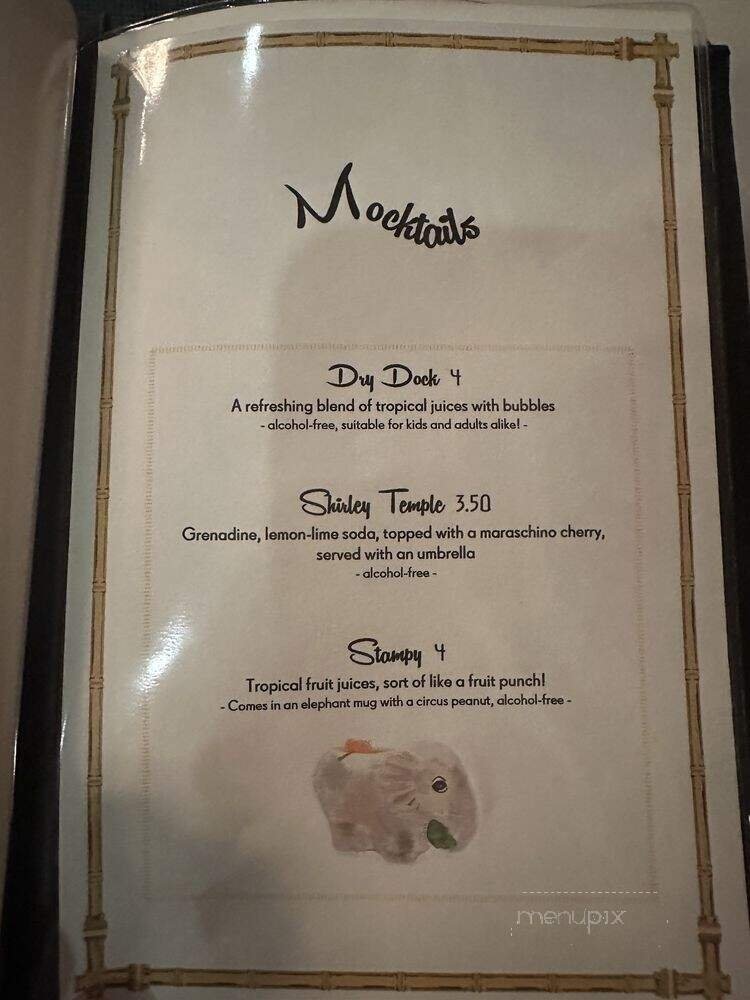 Mocktails
Dry Dock 4
A refreshing blend of tropical juices with bubbles
- alcohol-free, suitable for kids and adults alike! -
Shirley Temple 3.50
Grenadine, lemon-lime soda, topped with a maraschino cherry,
served with an umbrella
- alcohol-free -
Stampy 4
Tropical fruit juices, sort of like a fruit punch!
- Comes in an elephant mug with a circus peanut, alcohol-free -
menupix